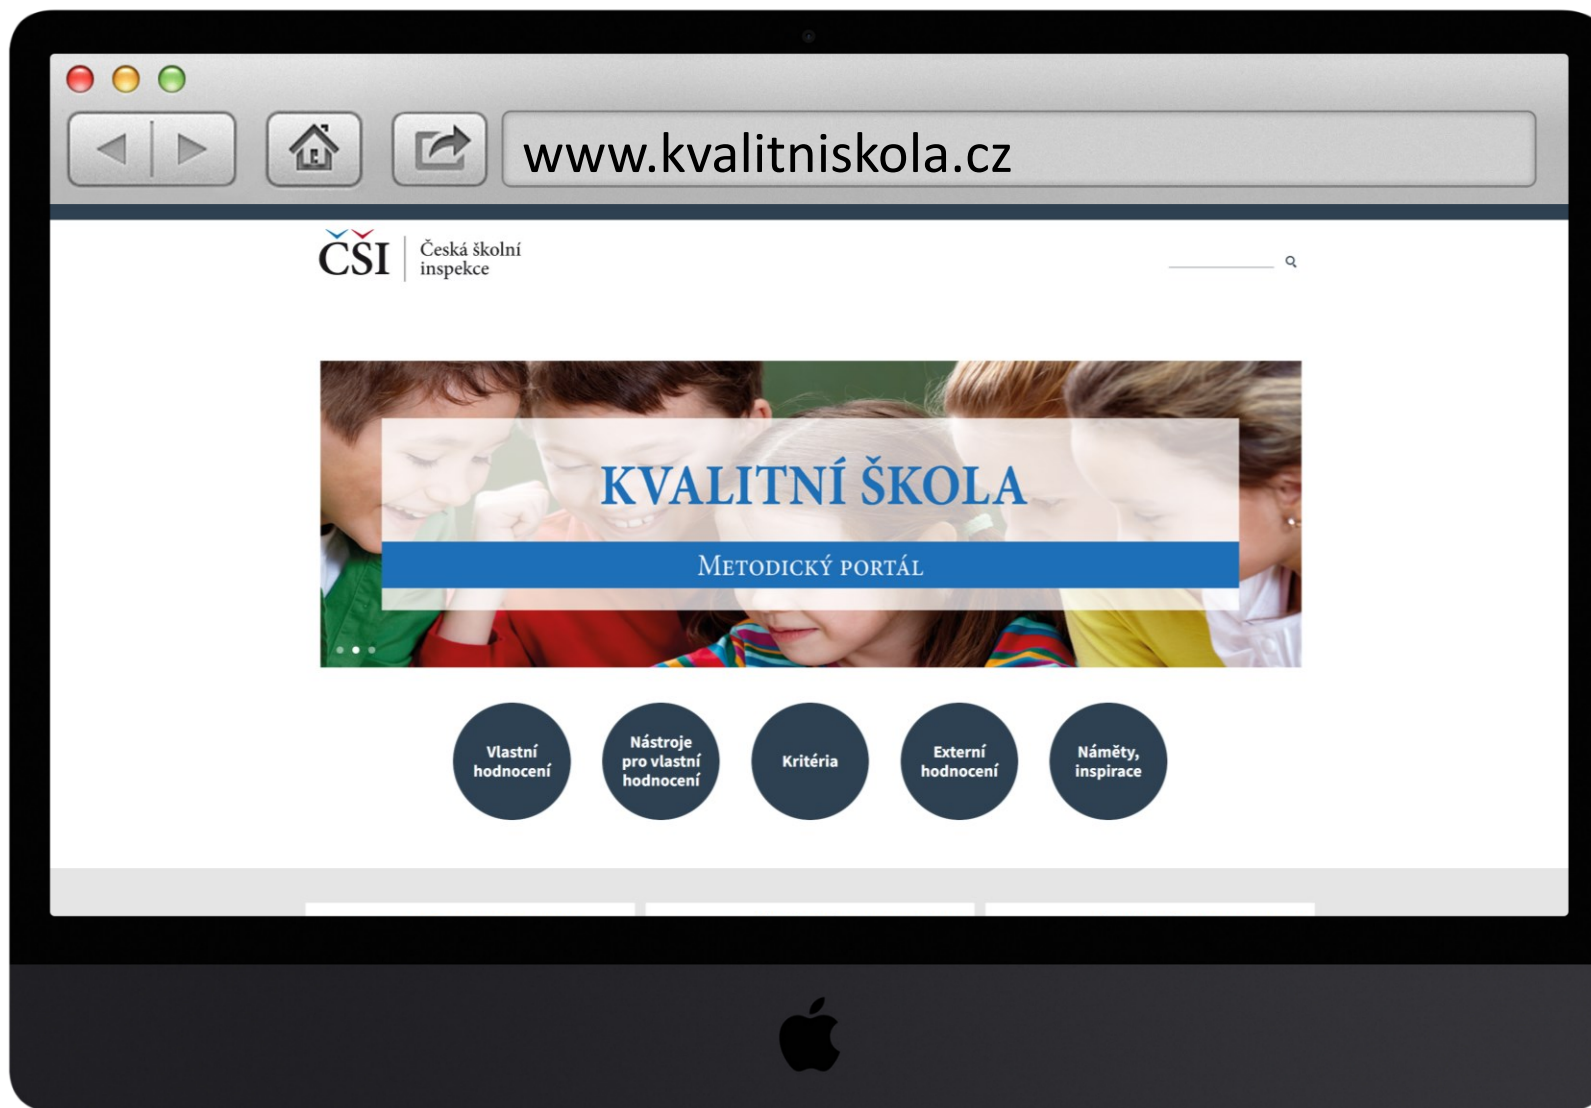 www.kvalitniskola.cz
ČŠI
Česká školní
inspekce
KVALITNÍ ŠKOLA
METODICKÝ PORTÁL
Vlastní
hodnocení
Nástroje
pro vlastní
hodnocení
Kritéria
Externí
hodnocení
Náměty,
inspirace